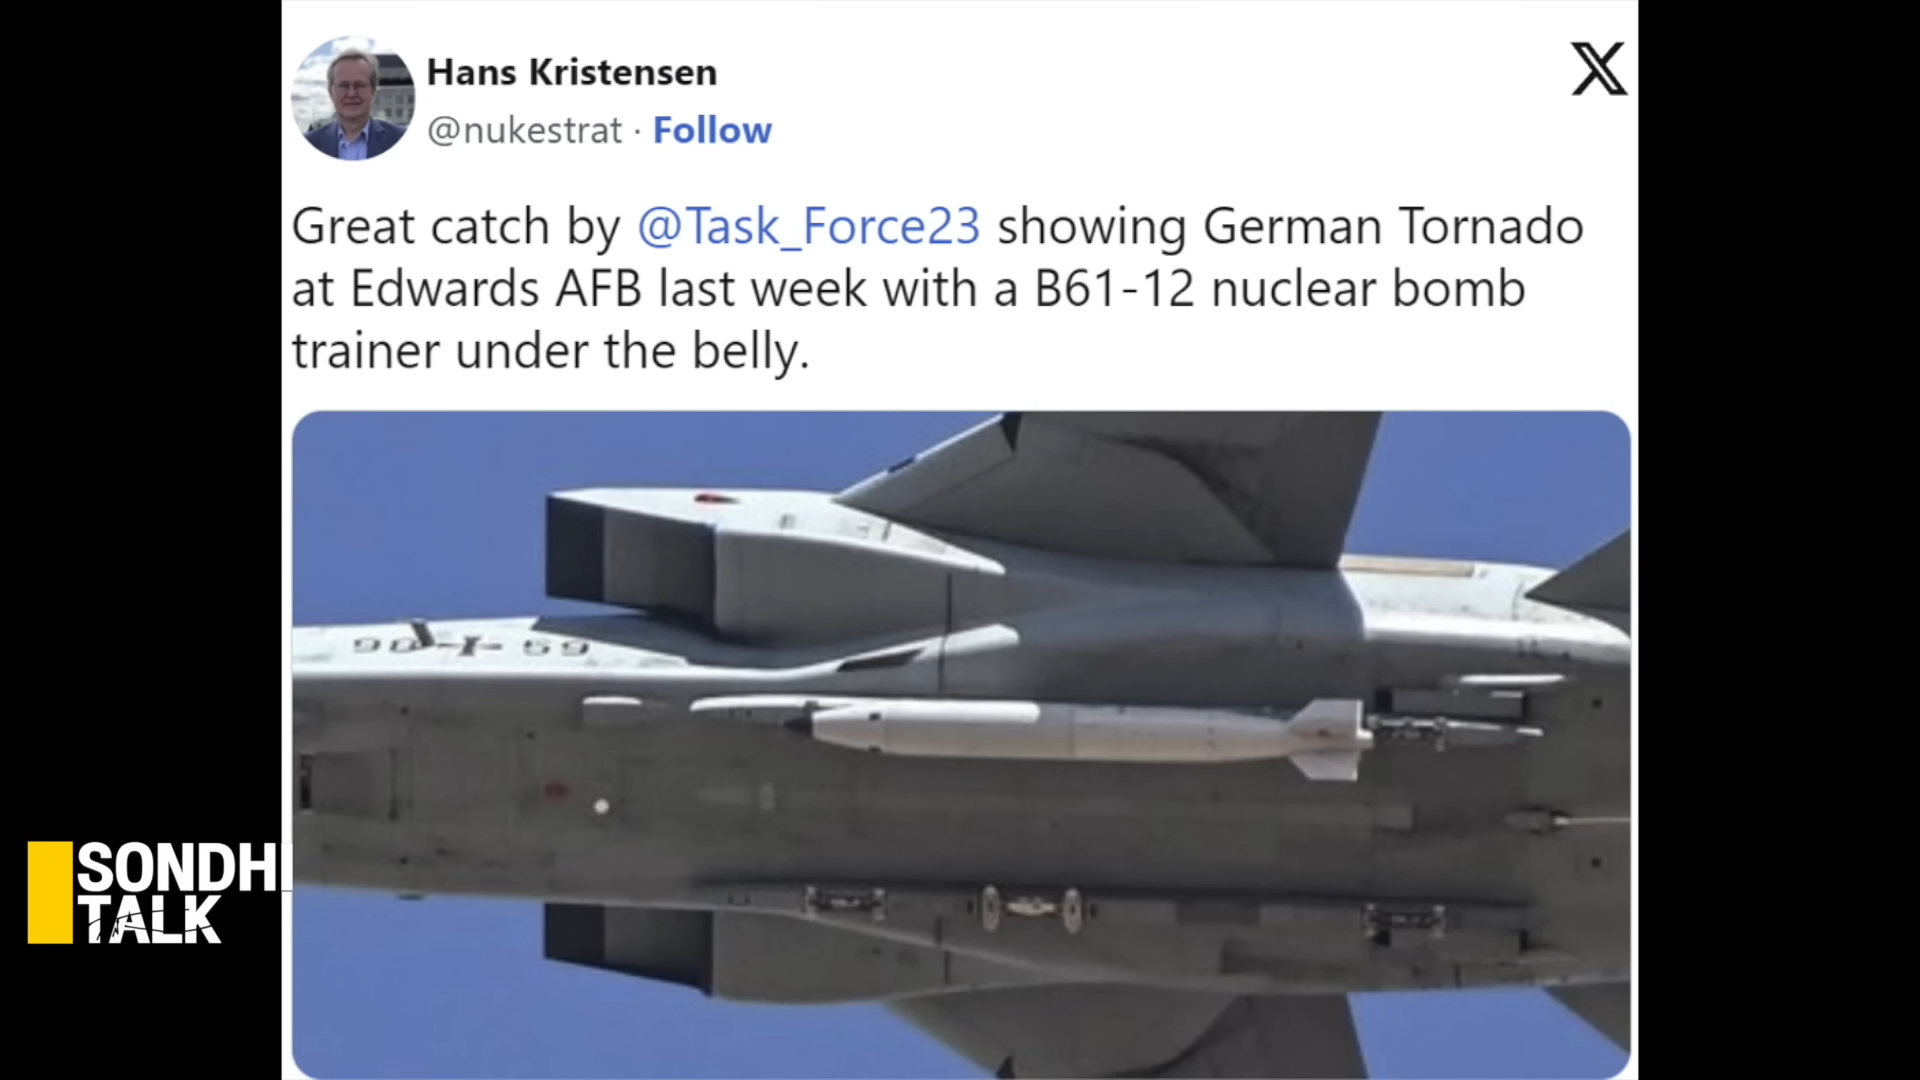 Hans Kristensen
@nukestrat · Follow
Great catch by @Task_Force23 showing German Tornado
at Edwards AFB last week with a B61-12 nuclear bomb
trainer under the belly.
SONDHI
TALK